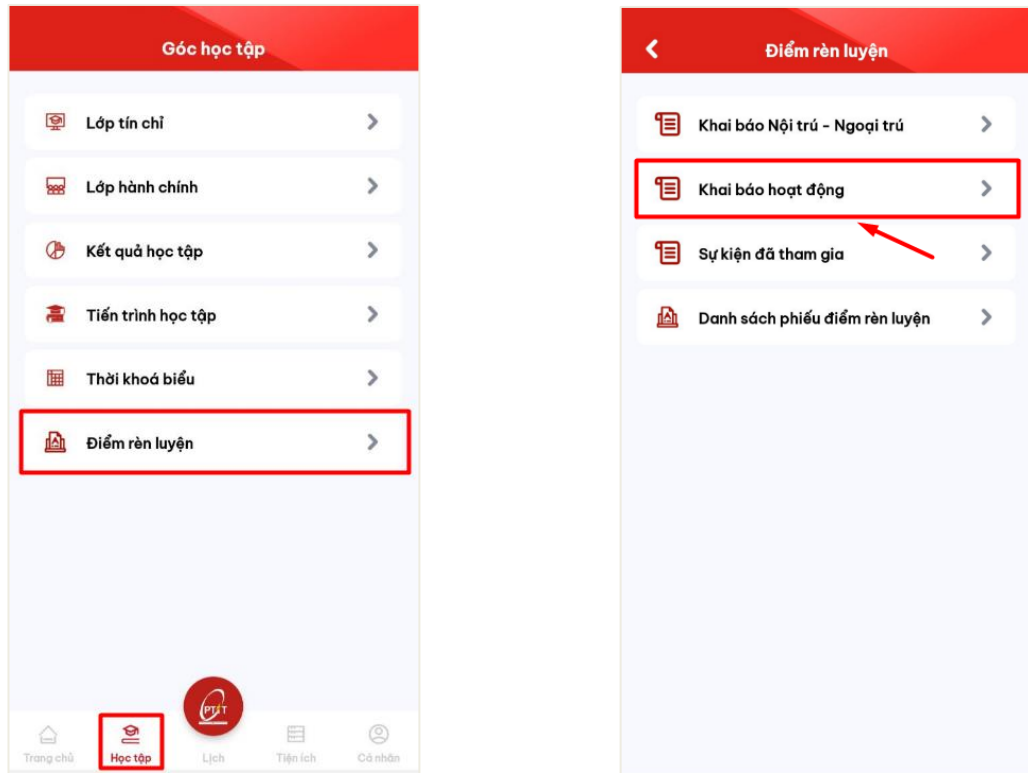 Góc học tập
Lớp tín chỉ
Lớp hành chính
Kết quả học tập
Tiến trình học tập
Thời khoá biểu
Điểm rèn luyện
PTIT
Trang chủ
Học tập
Lịch
Tiện ích
Cá nhân
Điểm rèn luyện
Khai báo Nội trú - Ngoại trú
Khai báo hoạt động
Sự kiện đã tham gia
Danh sách phiếu điểm rèn luyện